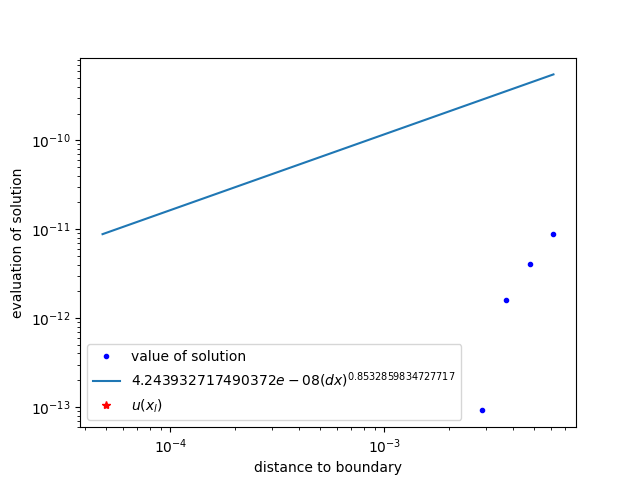 10^{-10}
10^{-11}
10^{-12}
10^{-13}
evaluation of solution
value of solution
4.243932717490372e − 08(dx)^{0.8532859834727717}
u(x_l)
10^{-4}
10^{-3}
distance to boundary